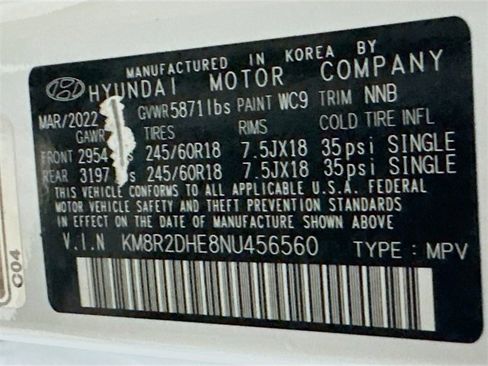 MANUFACTURED IN KOREA BY
HYUNDAI MOTOR COMPANY
MAR/2022 GVWR 5871lbs PAINT WC9 TRIM NNB
GAWR TIRES RIMS COLD TIRE INFL
FRONT 2954 245/60R18 7.5JX18 35psi SINGLE
REAR 3197 245/60R18 7.5JX18 35psi SINGLE
THIS VEHICLE CONFORMS TO ALL APPLICABLE U.S.A. FEDERAL
MOTOR VEHICLE SAFETY AND THEFT PREVENTION STANDARDS
IN EFFECT ON THE DATE OF MANUFACTURE SHOWN ABOVE
V.I.N KM8R2DHE8NU456560 TYPE : MPV
C04